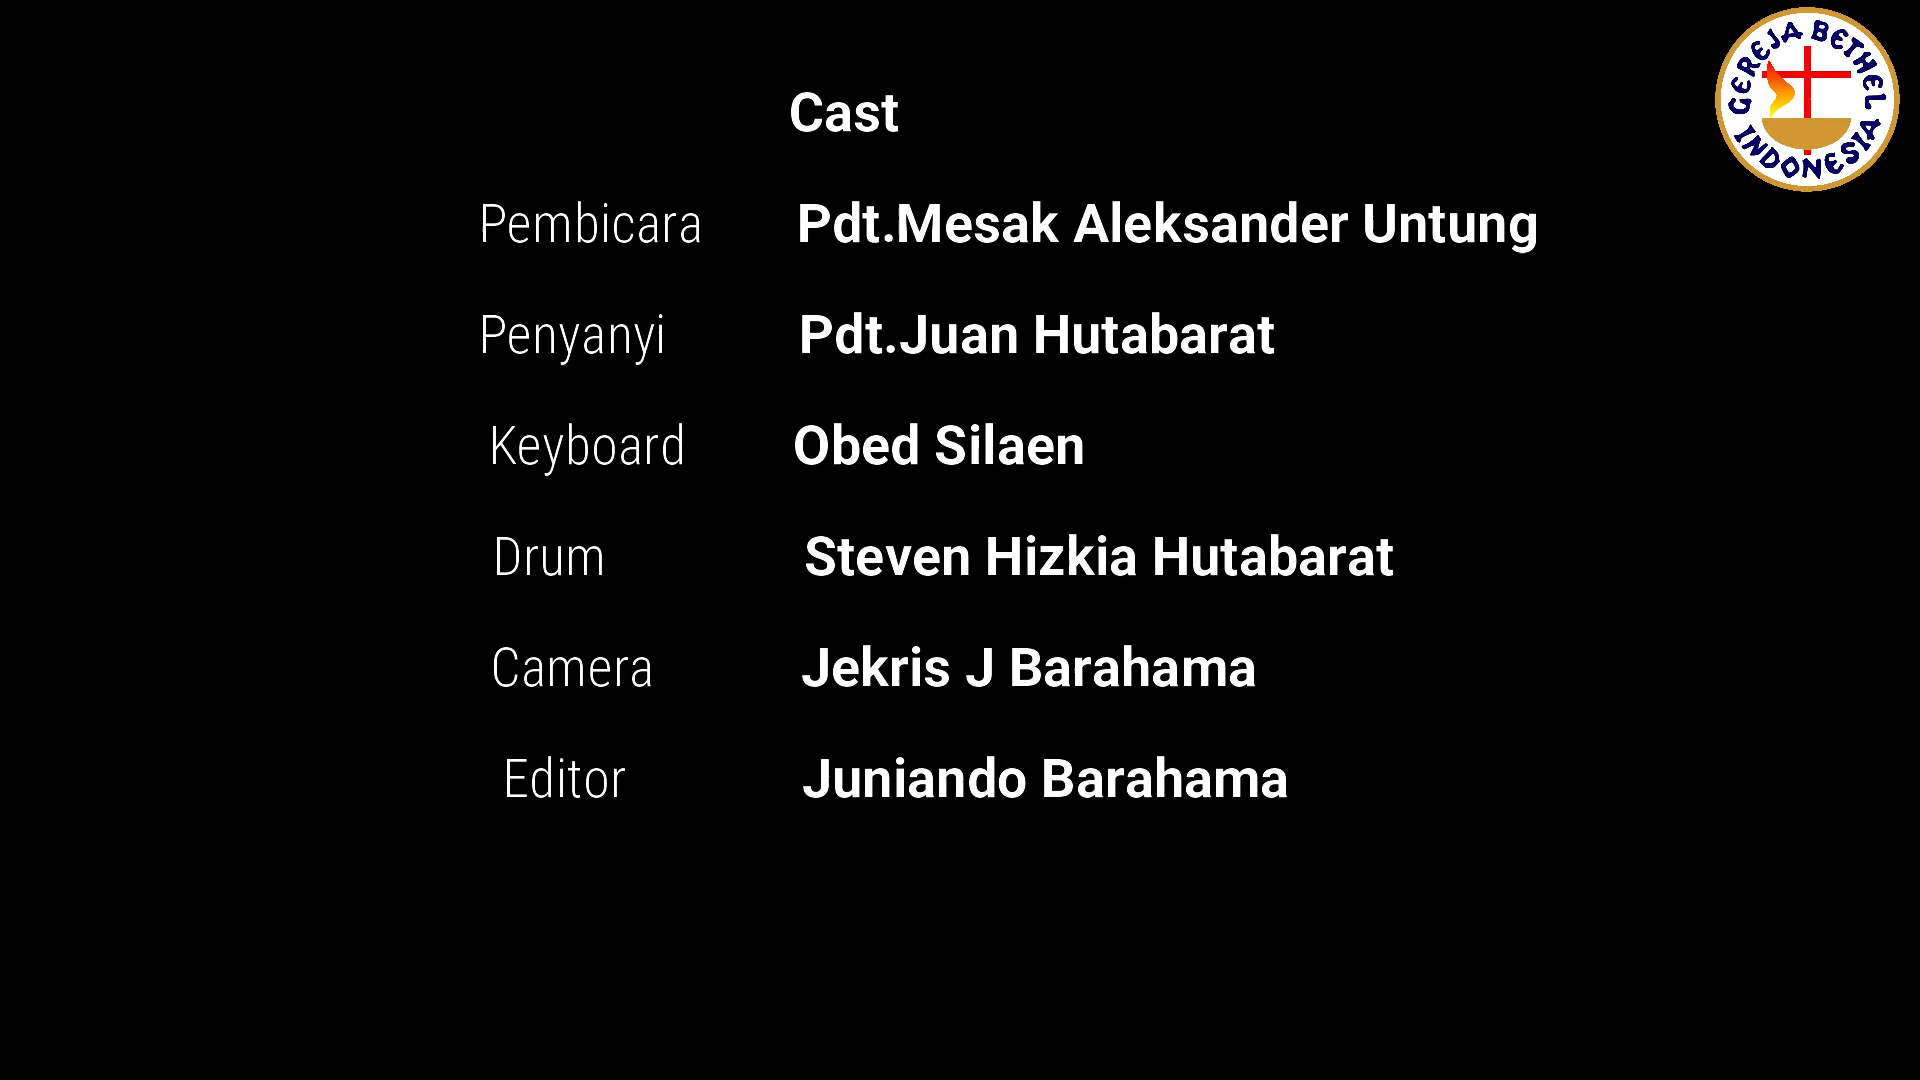 GEREJA BETHEL
INDONESIA
Cast
Pembicara Pdt.Mesak Aleksander Untung
Penyanyi Pdt.Juan Hutabarat
Keyboard Obed Silaen
Drum Steven Hizkia Hutabarat
Camera Jekris J Barahama
Editor Juniando Barahama